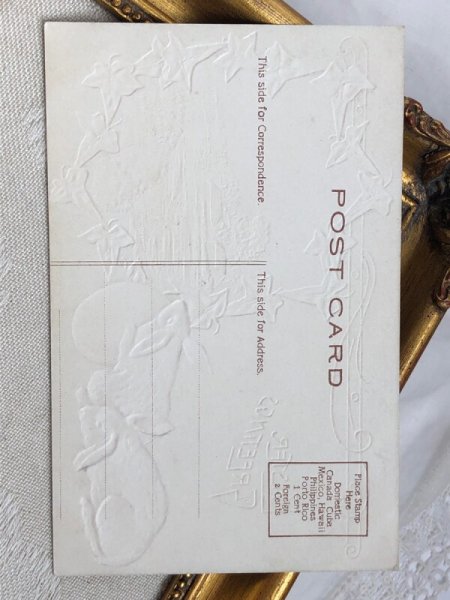 POST CARD
This side for Correspondence.
This side for Address.
Place Stamp
Here
Domestic
Canada, Cuba
Mexico, Hawaii
Philippines
Porto Rico
1 Cent
Foreign
2 Cents